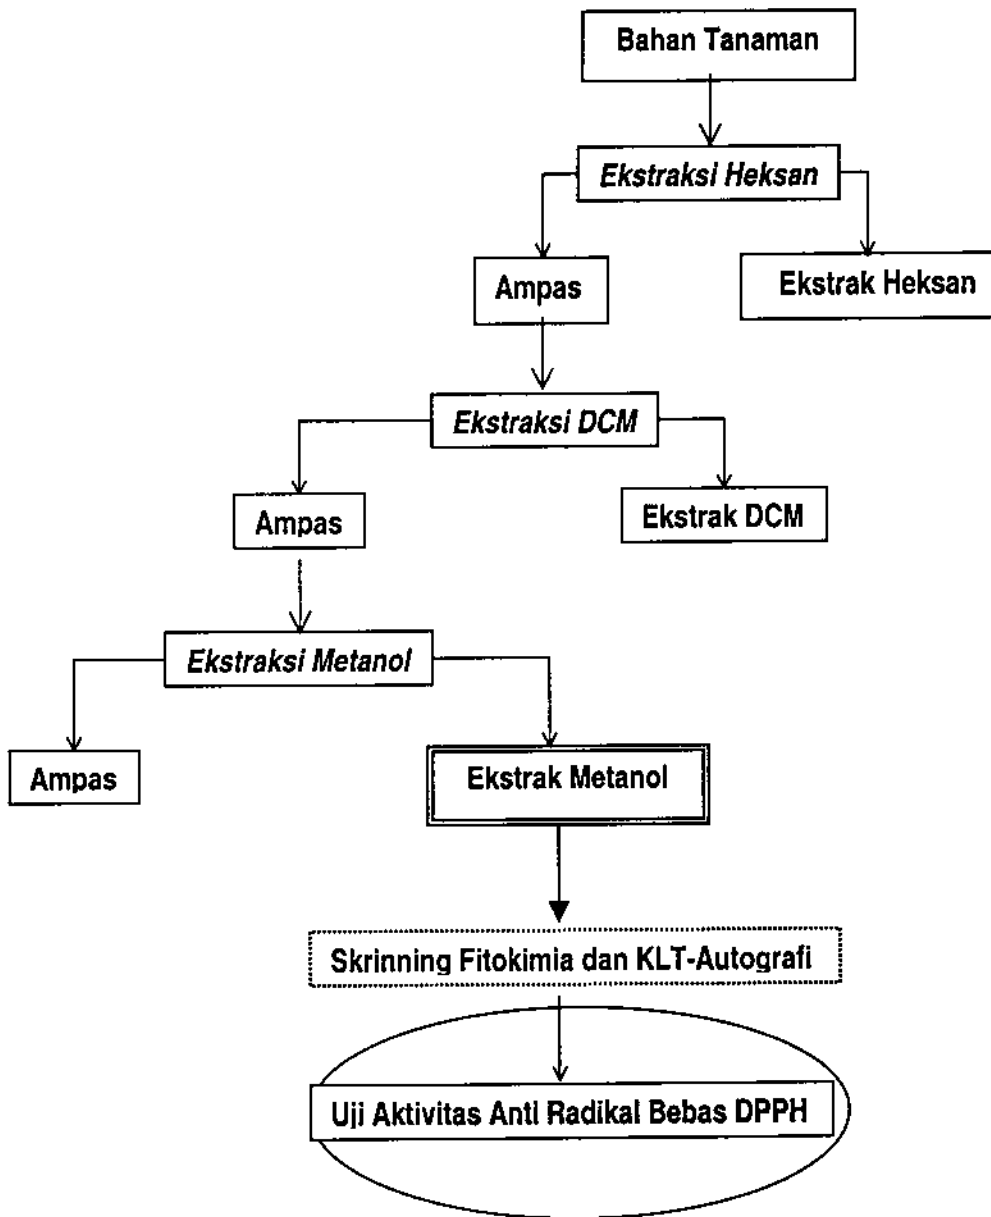 Bahan Tanaman
Ekstraksi Heksan
Ampas
Ekstrak Heksan
Ekstraksi DCM
Ampas
Ekstrak DCM
Ekstraksi Metanol
Ampas
Ekstrak Metanol
Skrinning Fitokimia dan KLT-Autografi
Uji Aktivitas Anti Radikal Bebas DPPH